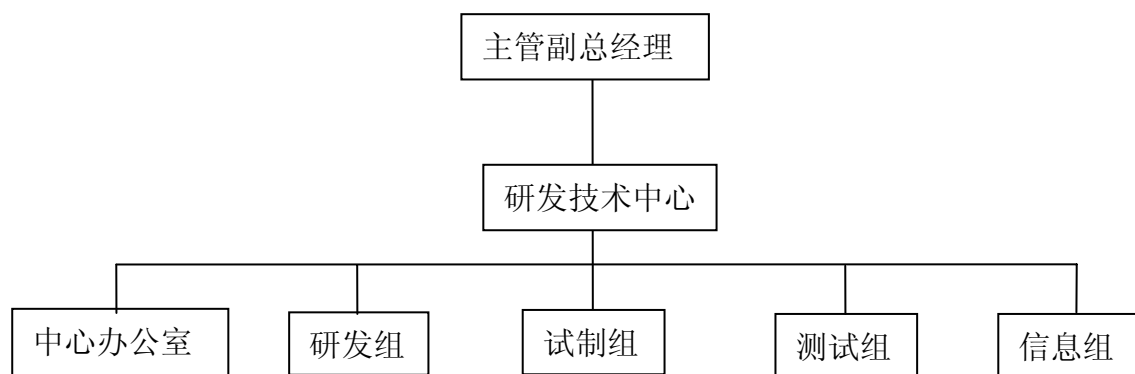 主管副总经理
研发技术中心
中心办公室
研发组
试制组
测试组
信息组